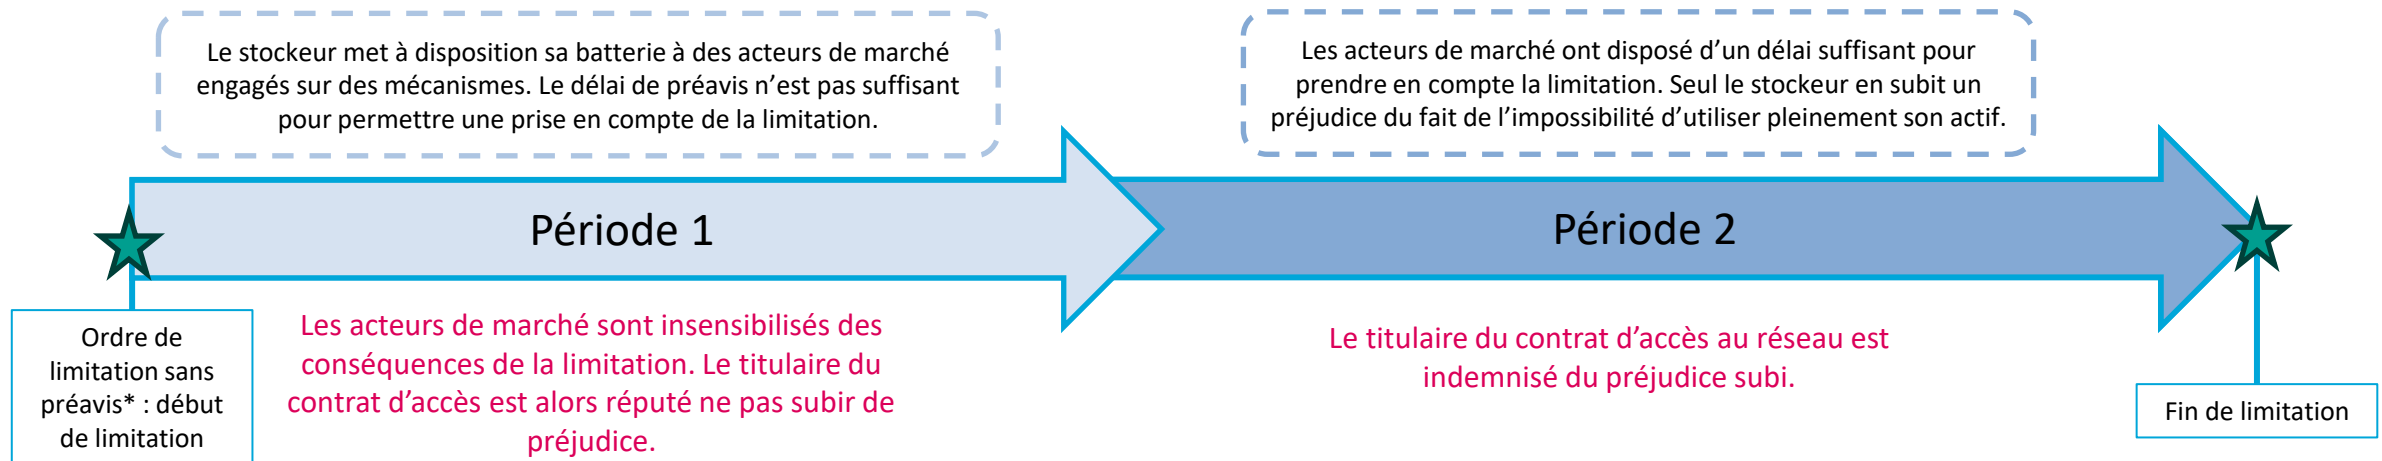 Le stockeur met à disposition sa batterie à des acteurs de marché
engagés sur des mécanismes. Le délai de préavis n’est pas suffisant
pour permettre une prise en compte de la limitation.
Les acteurs de marché ont disposé d’un délai suffisant pour
prendre en compte la limitation. Seul le stockeur en subit un
préjudice du fait de l’impossibilité d’utiliser pleinement son actif.
Période 1
Période 2
Ordre de
limitation sans
préavis* : début
de limitation
Les acteurs de marché sont insensibilisés des
conséquences de la limitation. Le titulaire du
contrat d’accès est alors réputé ne pas subir de
préjudice.
Le titulaire du contrat d’accès au réseau est
indemnisé du préjudice subi.
Fin de limitation